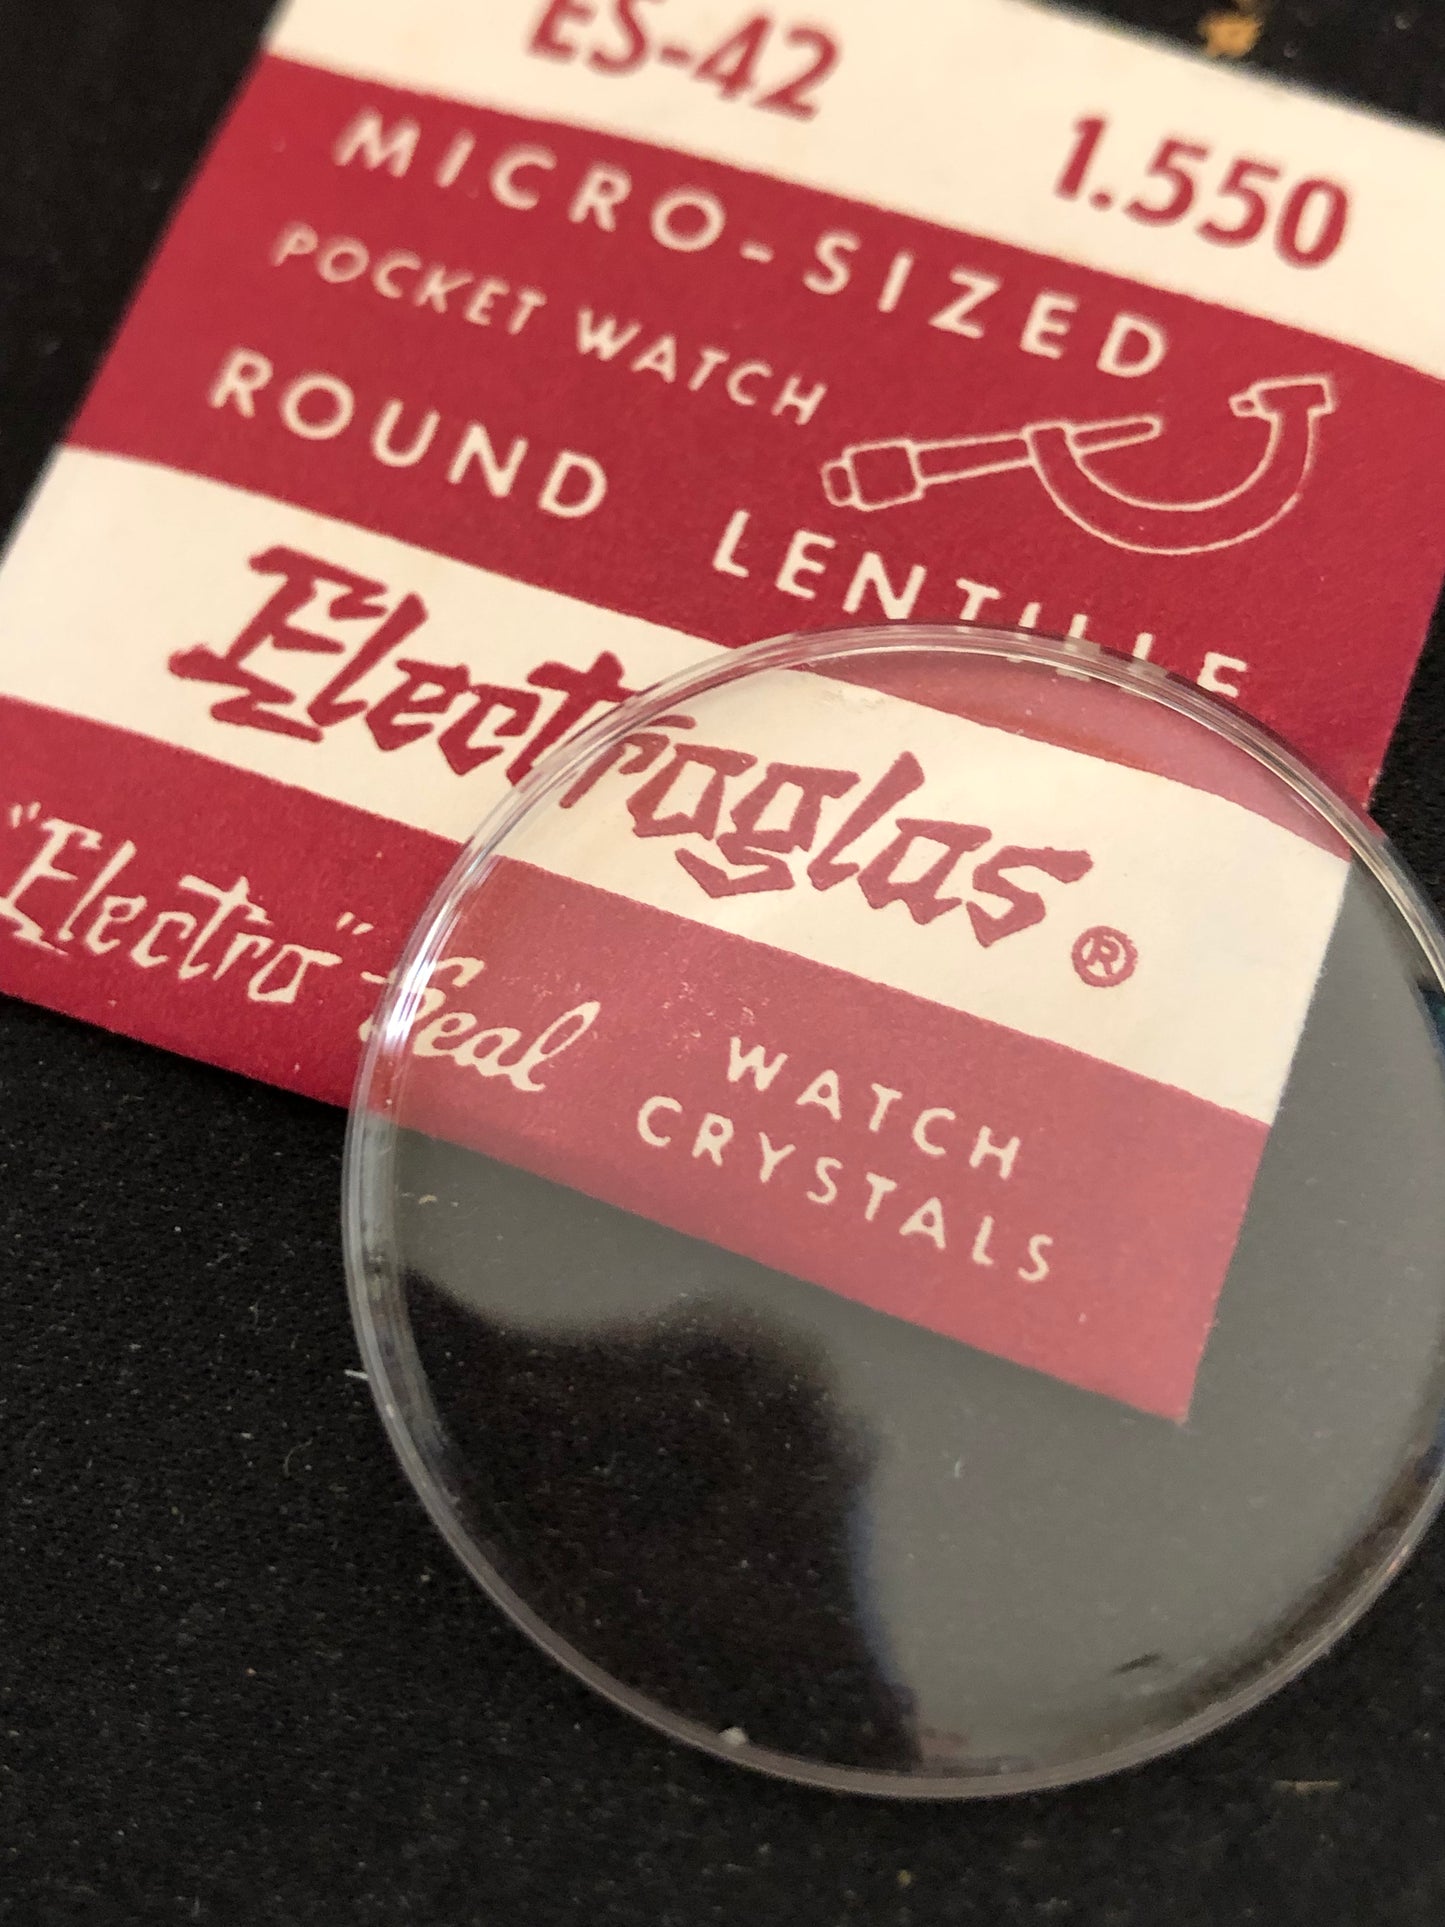 ES-42 1.550
MICRO-SIZED
POCKET WATCH
ROUND LENTILLE
Electroglas ®
"Electro"-Seal WATCH
CRYSTALS